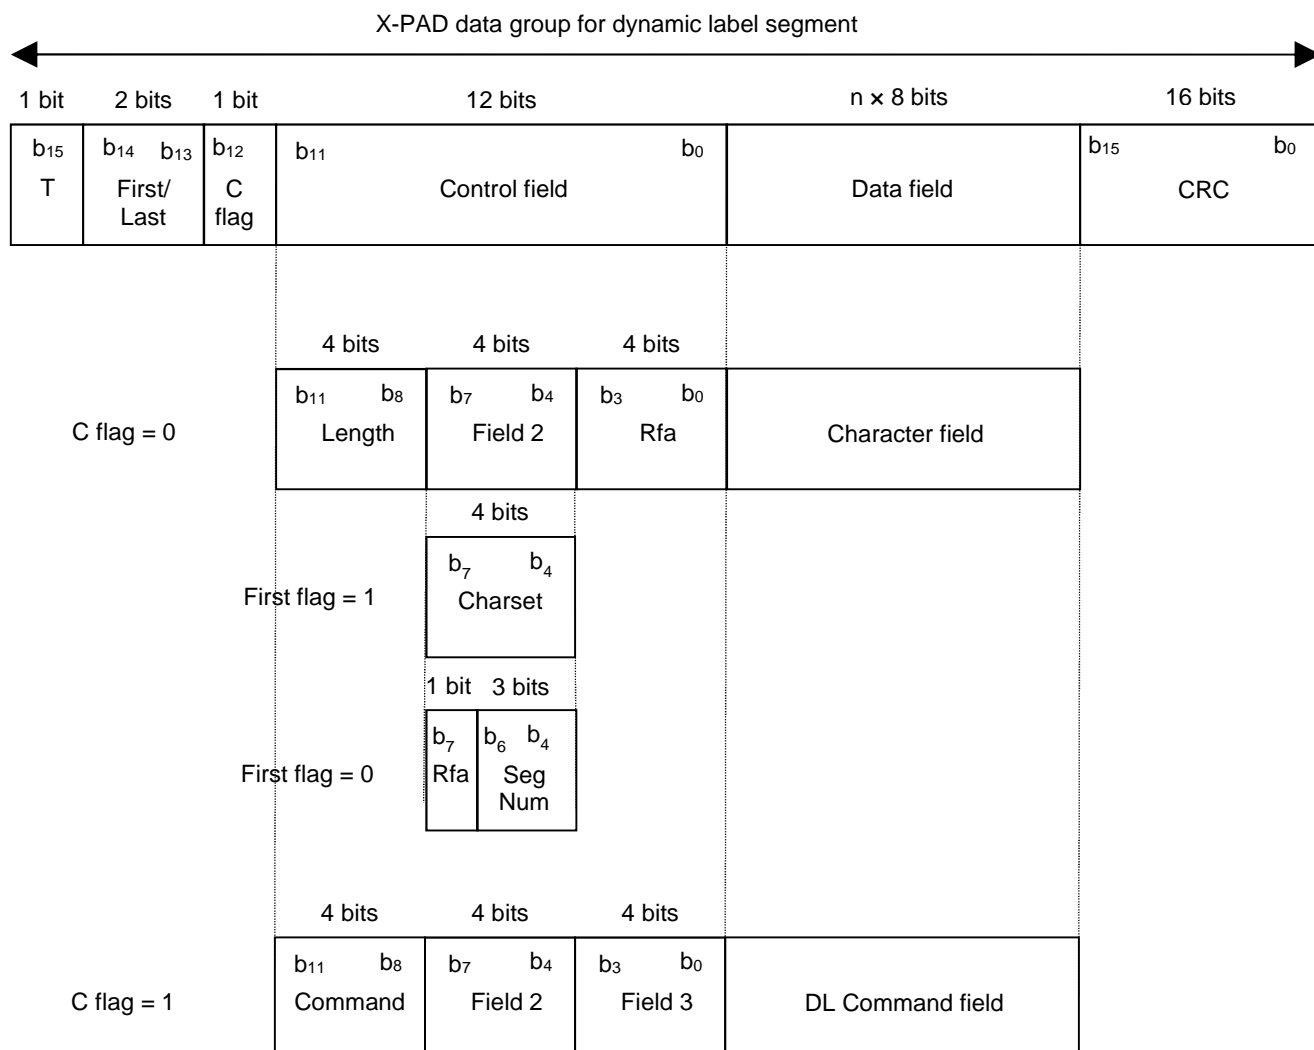 X-PAD data group for dynamic label segment
1 bit 2 bits 1 bit 12 bits n × 8 bits 16 bits
b15 b14 b13 b12 b11 b0 b15 b0
T First/ C Control field Data field CRC
Last flag
4 bits 4 bits 4 bits
b11 b8 b7 b4 b3 b0
C flag = 0 Length Field 2 Rfa Character field
4 bits
b7 b4
First flag = 1 Charset
1 bit 3 bits
b7 b6 b4
First flag = 0 Rfa Seg
Num
4 bits 4 bits 4 bits
b11 b8 b7 b4 b3 b0
C flag = 1 Command Field 2 Field 3 DL Command field